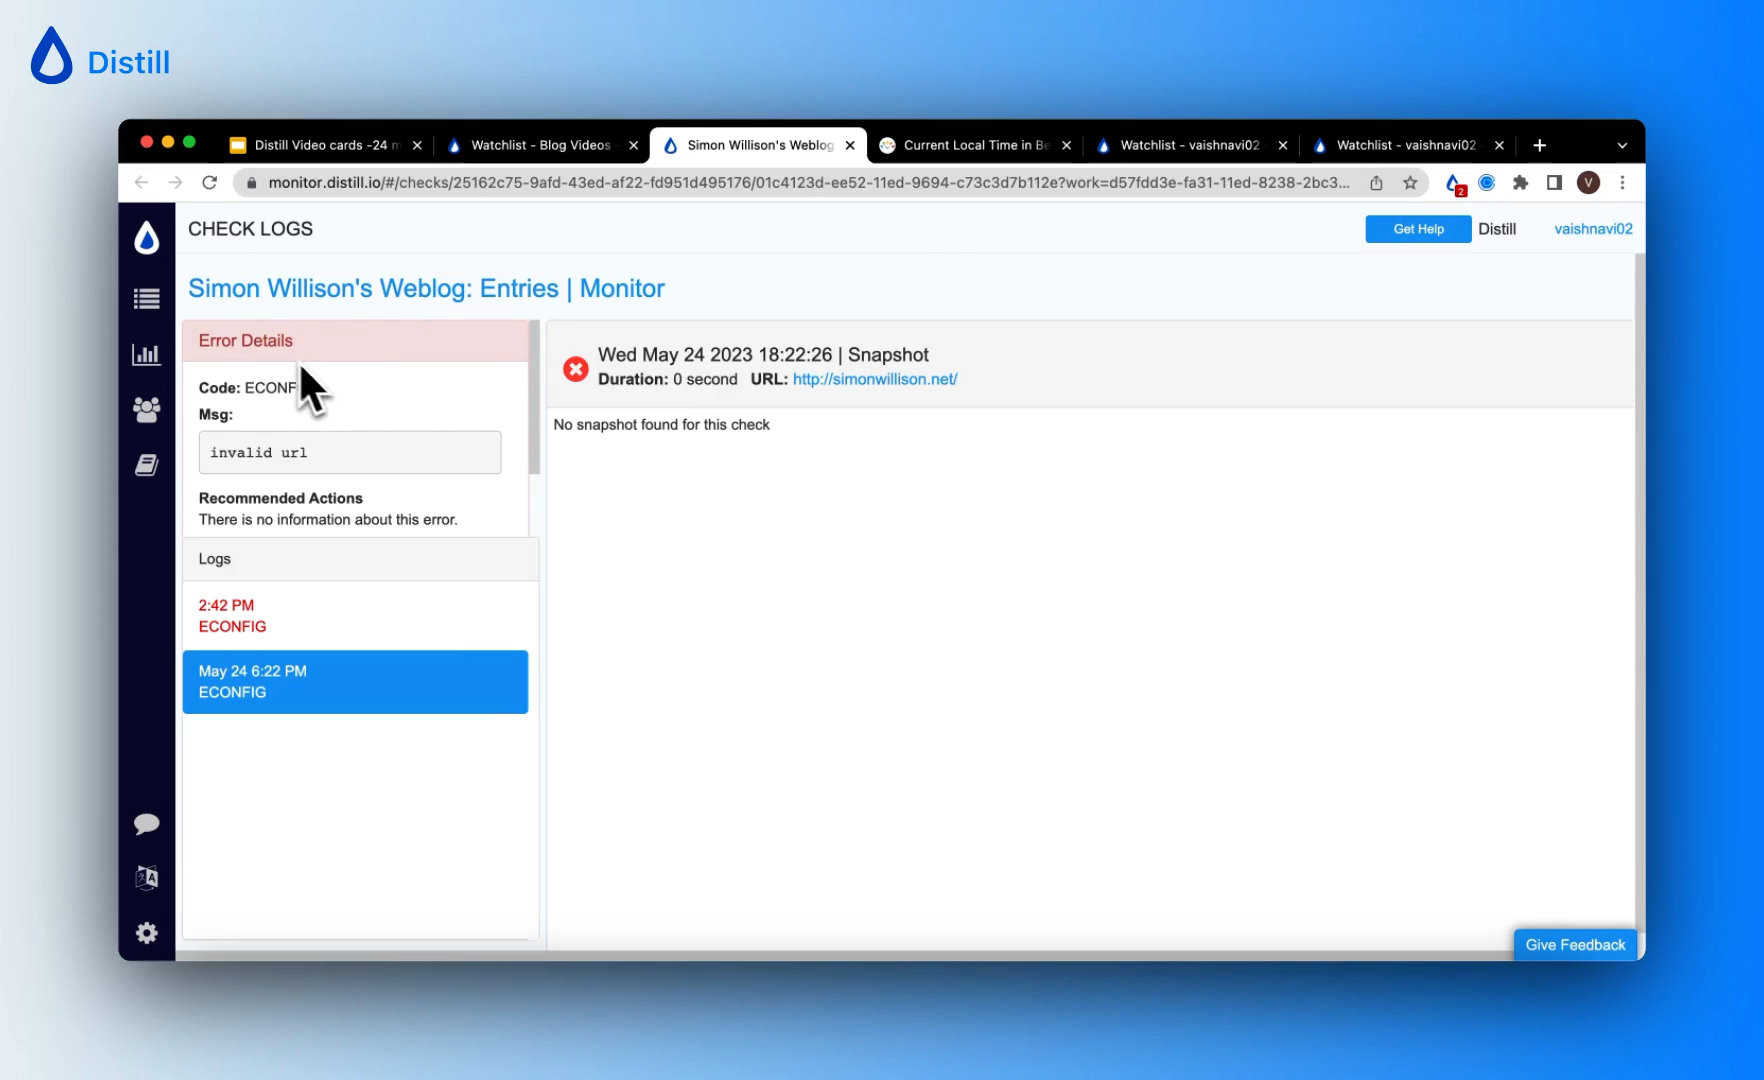 Distill
Distill Video cards -24 m
Watchlist - Blog Videos
Simon Willison's Weblog
Current Local Time in Be
Watchlist - vaishnavi02
Watchlist - vaishnavi02
monitor.distill.io/#/checks/25162c75-9afd-43ed-af22-fd951d495176/01c4123d-ee52-11ed-9694-c73c3d7b112e?work=d57fdd3e-fa31-11ed-8238-2bc3...
2
V
CHECK LOGS
Get Help
Distill
vaishnavi02
Simon Willison's Weblog: Entries | Monitor
Error Details
Code: ECONF
Msg:
invalid url
Recommended Actions
There is no information about this error.
Logs
2:42 PM
ECONFIG
May 24 6:22 PM
ECONFIG
Wed May 24 2023 18:22:26 | Snapshot
Duration: 0 second URL: http://simonwillison.net/
No snapshot found for this check
Give Feedback